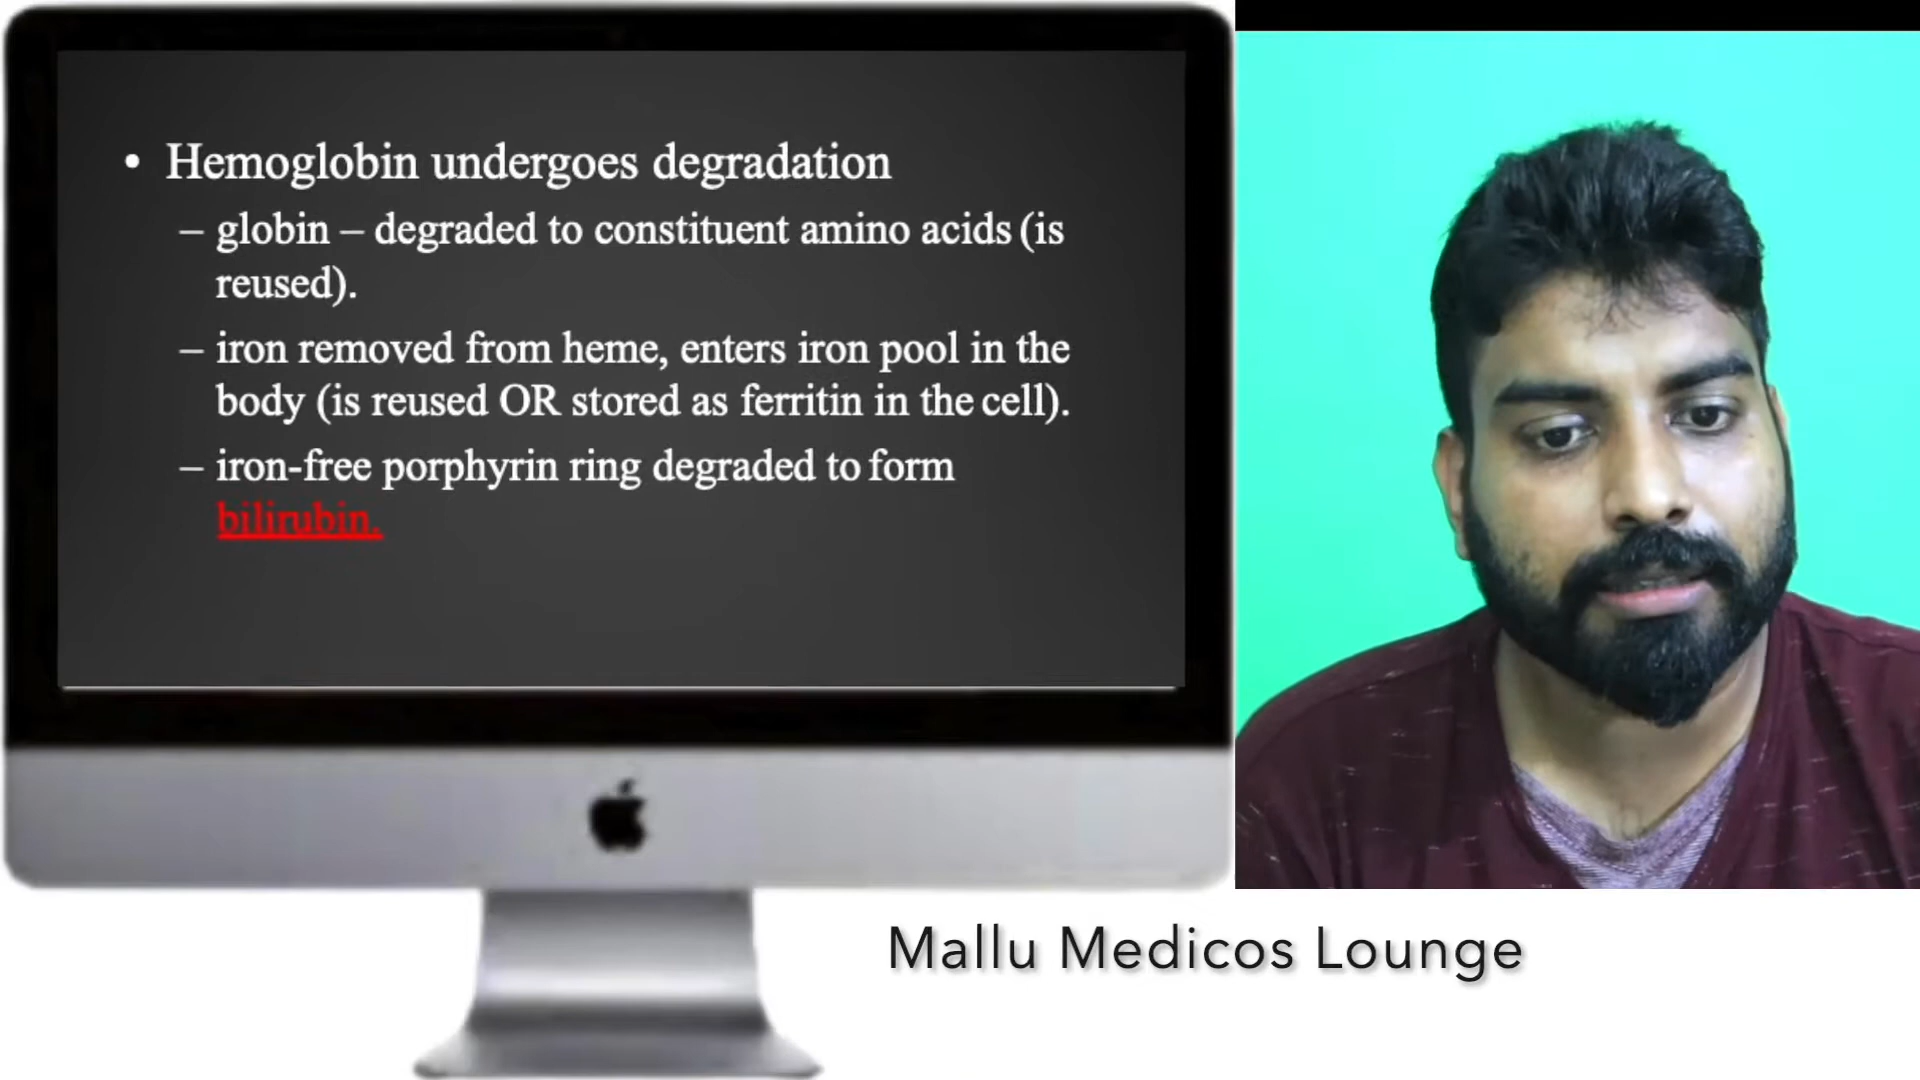 • Hemoglobin undergoes degradation
– globin – degraded to constituent amino acids (is
reused).
– iron removed from heme, enters iron pool in the
body (is reused OR stored as ferritin in the cell).
– iron-free porphyrin ring degraded to form
bilirubin.
Mallu Medicos Lounge